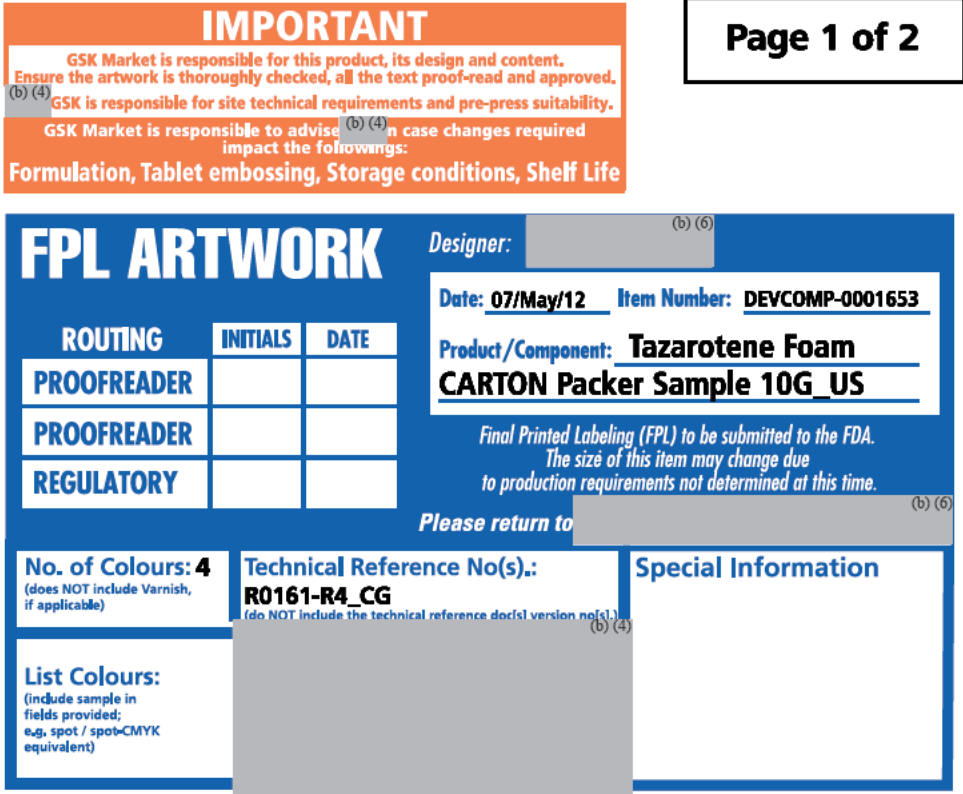 IMPORTANT
GSK Market is responsible for this product, its design and content.
Ensure the artwork is thoroughly checked, all the text proof-read and approved.
(b) (4) GSK is responsible for site technical requirements and pre-press suitability.
GSK Market is responsible to advise (b) (4) n case changes required
impact the followings:
Formulation, Tablet embossing, Storage conditions, Shelf Life
Page 1 of 2
FPL ARTWORK
Designer: (b) (6)
Date: 07/May/12 Item Number: DEVCOMP-0001653
Product/Component: Tazarotene Foam
CARTON Packer Sample 10G_US
ROUTING INITIALS DATE
PROOFREADER
PROOFREADER
REGULATORY
Final Printed Labeling (FPL) to be submitted to the FDA.
The size of this item may change due
to production requirements not determined at this time.
Please return to (b) (6)
No. of Colours: 4
(does NOT include Varnish,
if applicable)
Technical Reference No(s).:
R0161-R4_CG
(do NOT include the technical reference doc[s] version no[s].)
(b) (4)
Special Information
List Colours:
(include sample in
fields provided;
e.g. spot / spot-CMYK
equivalent)